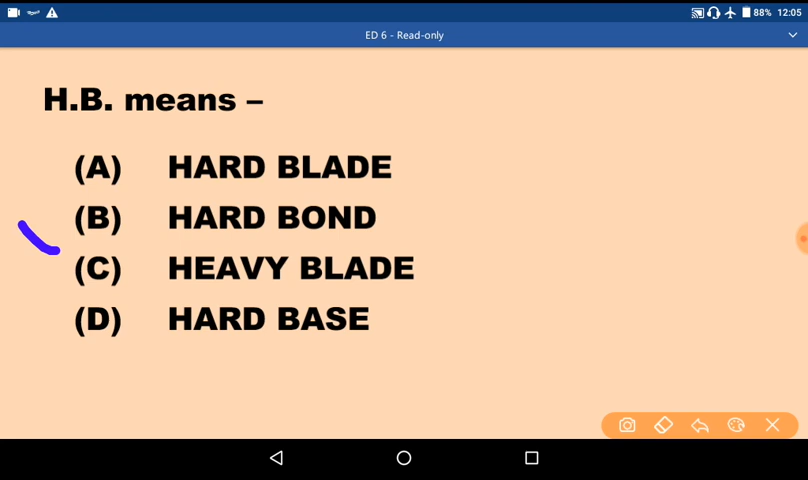 88% 12:05
ED 6 - Read-only
H.B. means –
(A) HARD BLADE
(B) HARD BOND
(C) HEAVY BLADE
(D) HARD BASE